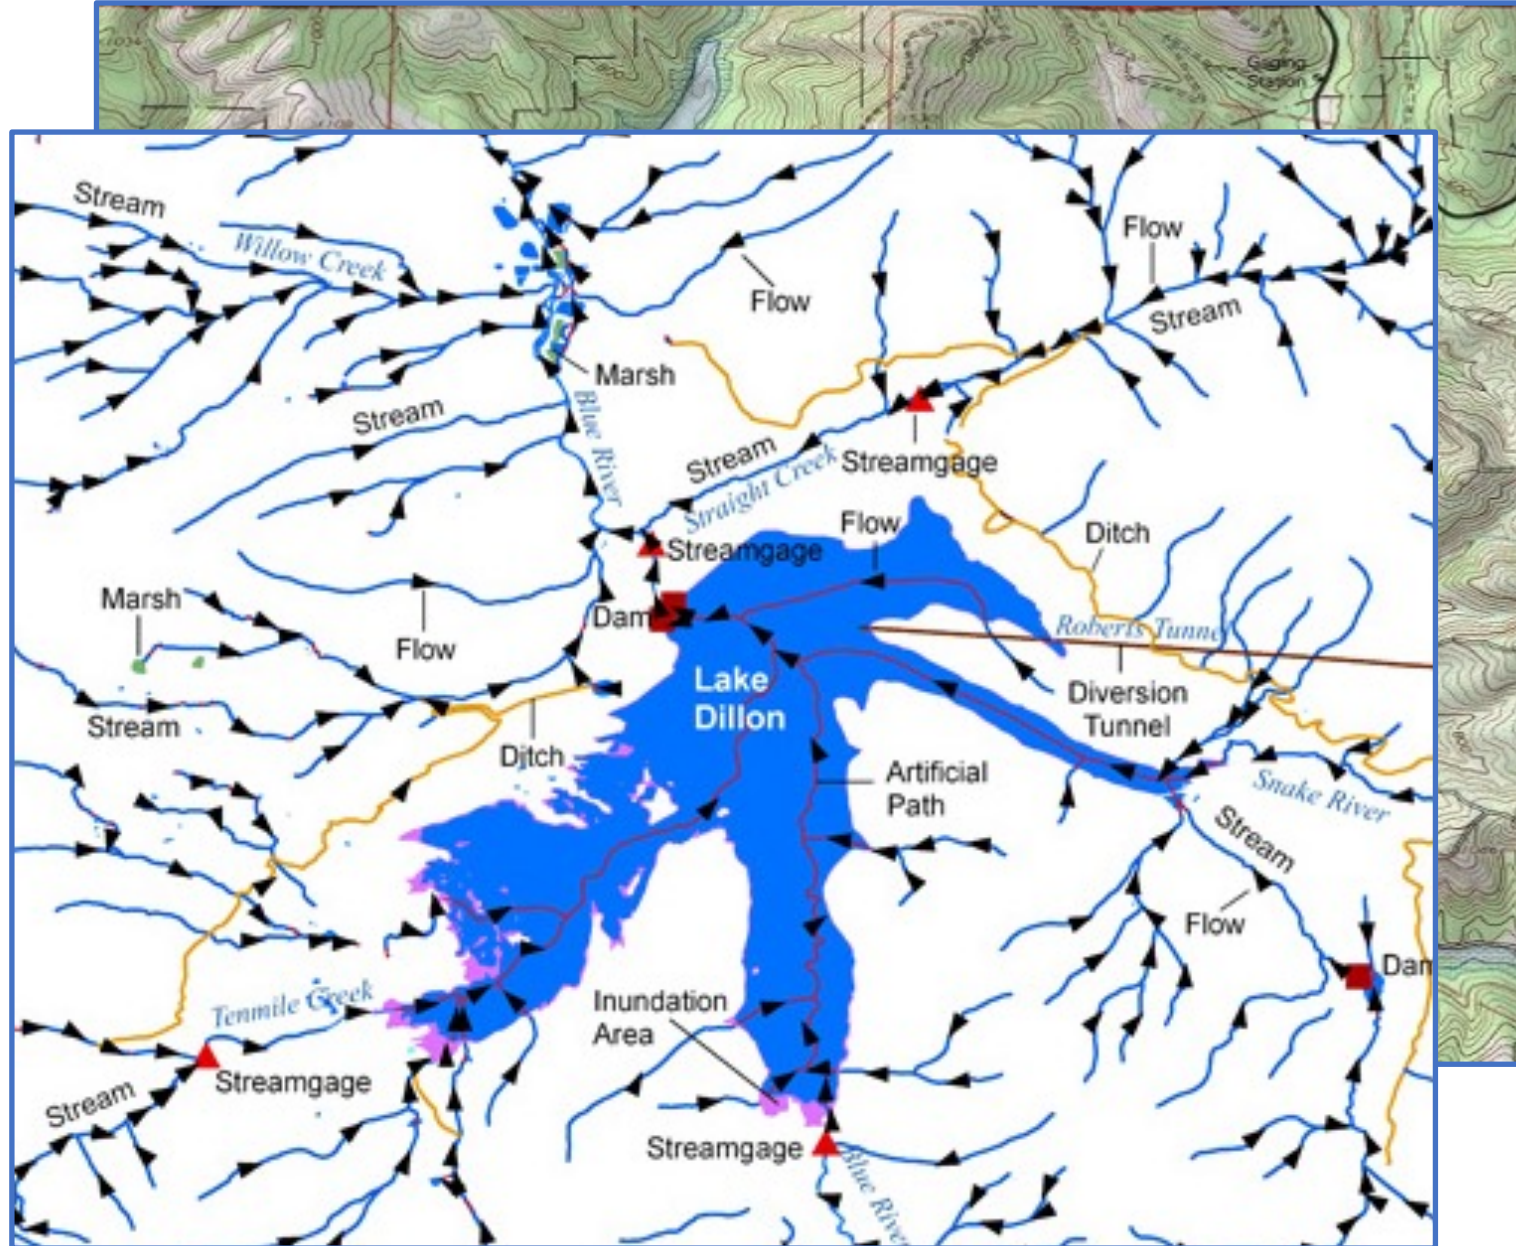 Gaging
Station
Stream
Willow Creek
Flow
Stream
Flow
Marsh
Stream
Blue River
Stream
Straight Creek
Streamgage
Flow
Ditch
Streamgage
Marsh
Dam
Flow
Roberts Tunnel
Lake
Dillon
Diversion
Tunnel
Stream
Ditch
Artificial
Path
Snake River
Stream
Flow
Dam
Tenmile Creek
Inundation
Area
Streamgage
Stream
Streamgage
Blue River